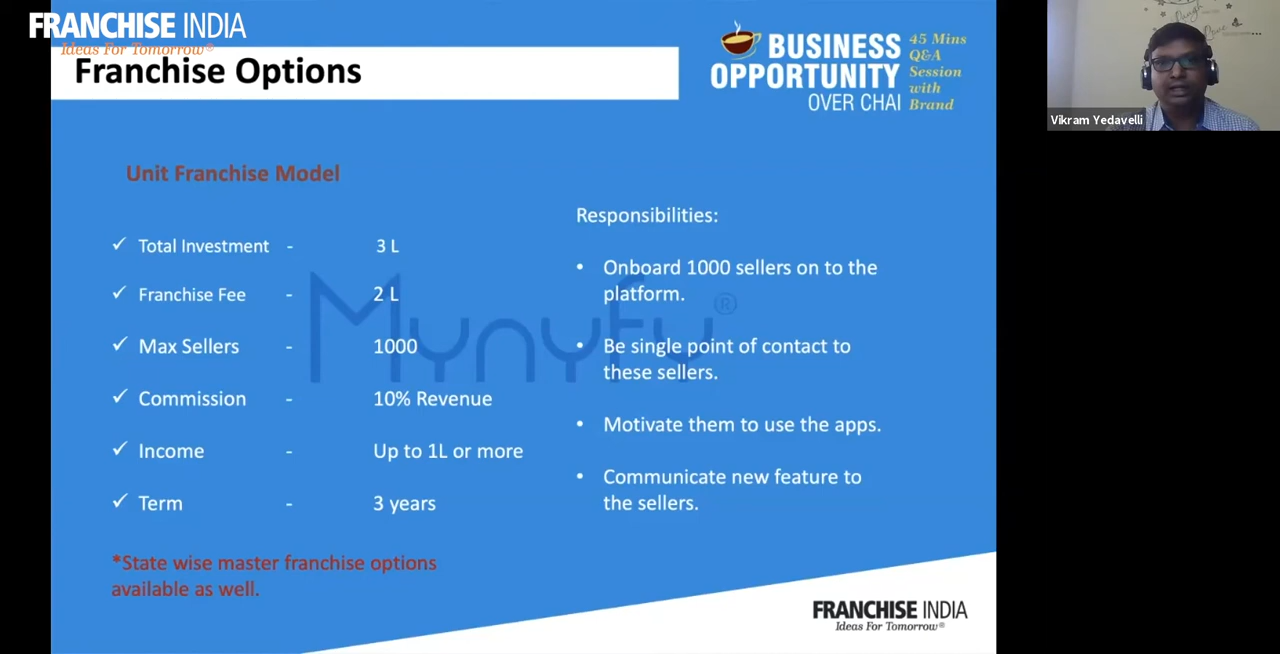 FRANCHISE INDIA
Ideas For Tomorrow®
Franchise Options
BUSINESS
OPPORTUNITY
OVER CHAI
45 Mins
Q&A
Session
with
Brand
Vikram Yedavelli
Unit Franchise Model
✓ Total Investment - 3 L
✓ Franchise Fee - 2 L
✓ Max Sellers - 1000
✓ Commission - 10% Revenue
✓ Income - Up to 1L or more
✓ Term - 3 years
*State wise master franchise options
available as well.
Mynyfy®
Responsibilities:
• Onboard 1000 sellers on to the
platform.
• Be single point of contact to
these sellers.
• Motivate them to use the apps.
• Communicate new feature to
the sellers.
FRANCHISE INDIA
Ideas For Tomorrow®